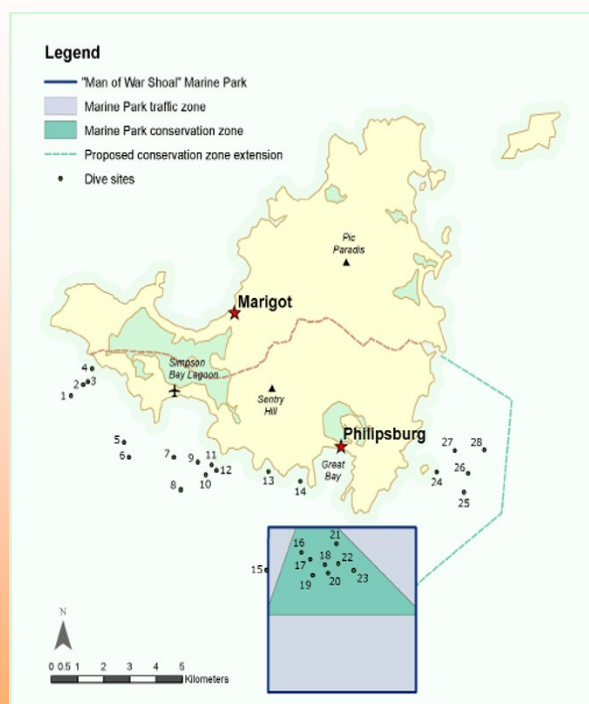 Legend
"Man of War Shoal" Marine Park
Marine Park traffic zone
Marine Park conservation zone
Proposed conservation zone extension
Dive sites
Pic
Paradis
Marigot
Simpson
Bay Lagoon
Sentry
Hill
Philipsburg
Great
Bay
4
2
3
1
5
6
7
9
11
12
10
8
13
14
27
28
24
26
25
21
16
18
22
17
15
19
20
23
N
0 0.5 1 2 3 4 5
Kilometers